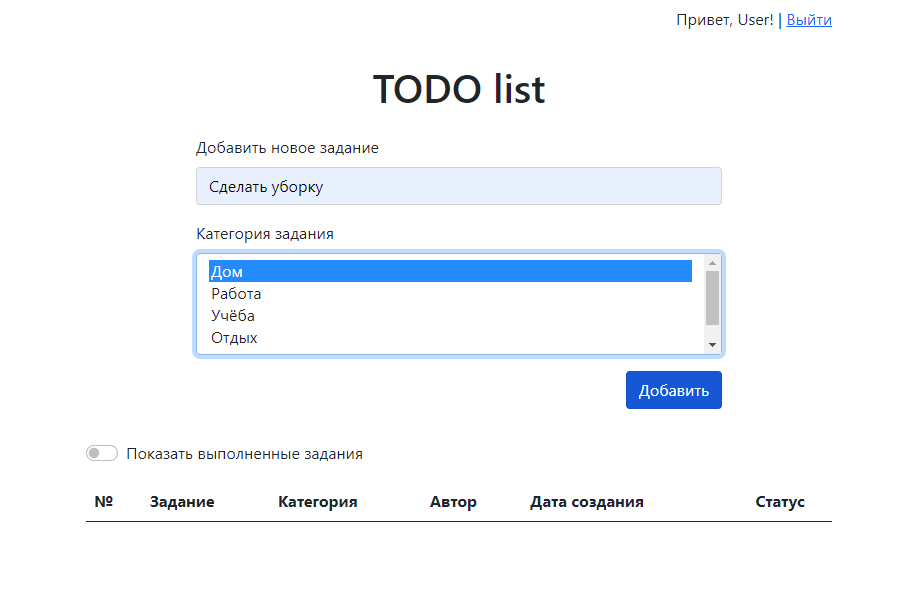 Привет, User! | Выйти
TODO list
Добавить новое задание
Сделать уборку
Категория задания
Дом
Работа
Учёба
Отдых
Добавить
Показать выполненные задания
№ Задание Категория Автор Дата создания Статус